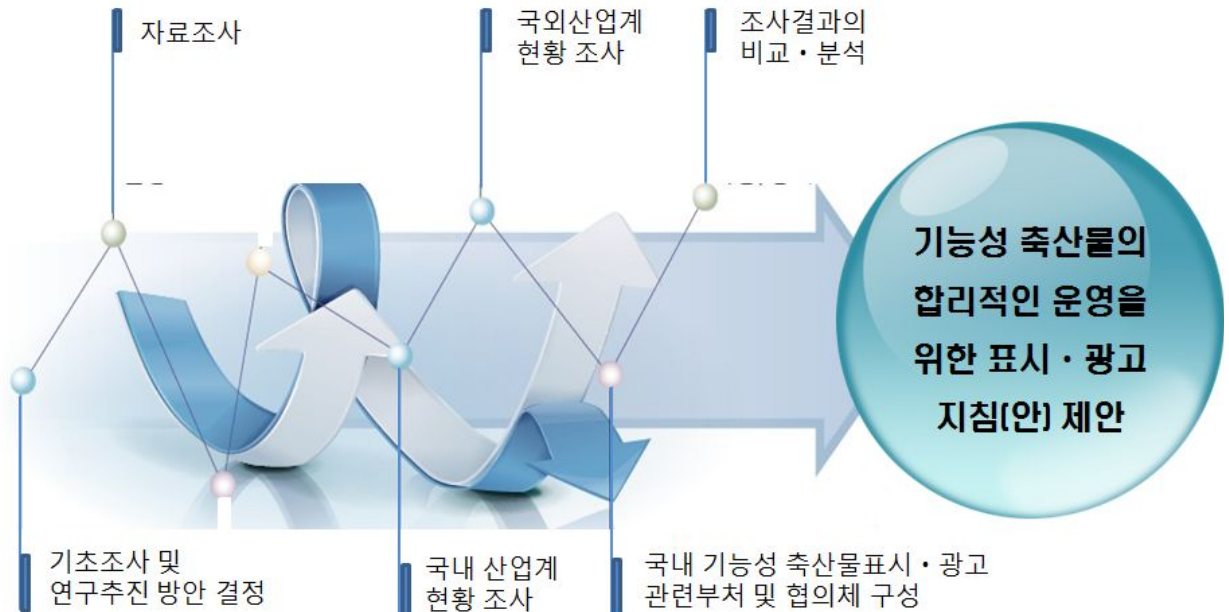 자료조사
국외산업계
현황 조사
조사결과의
비교・분석
기능성 축산물의
합리적인 운영을
위한 표시・광고
지침(안) 제안
기초조사 및
연구추진 방안 결정
국내 산업계
현황 조사
국내 기능성 축산물표시・광고
관련부처 및 협의체 구성